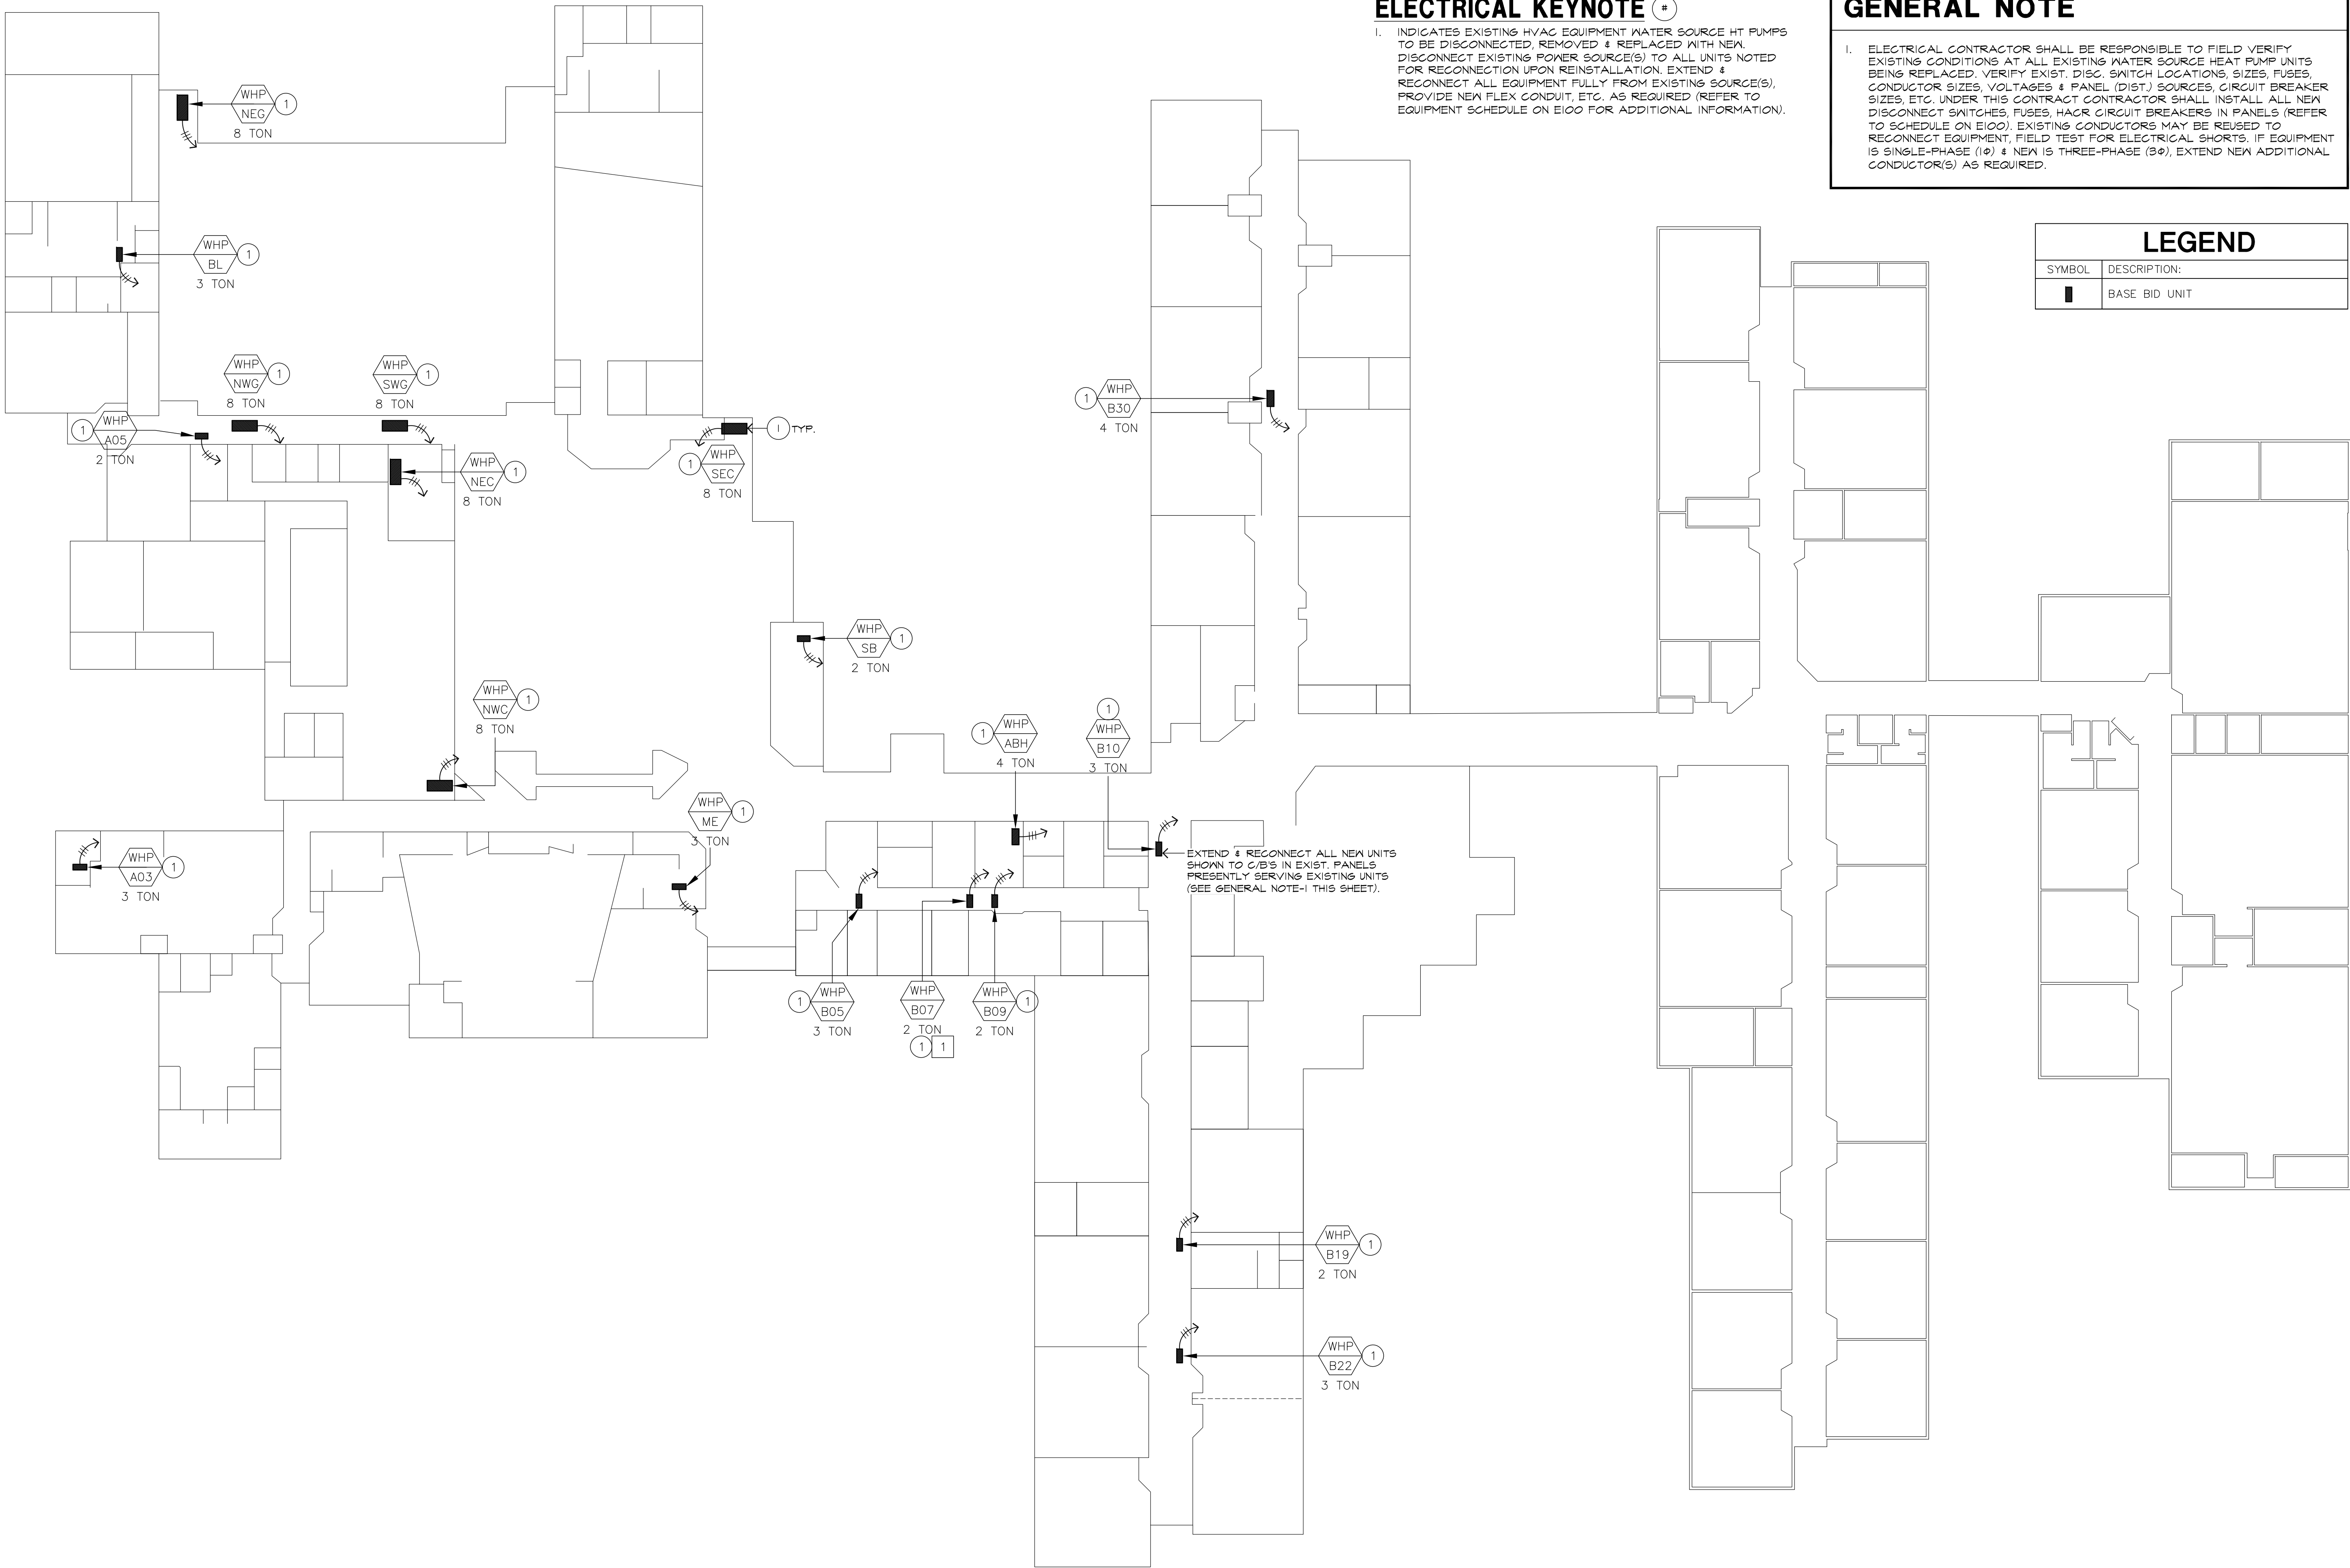 ELECTRICAL KEYNOTE #
1. INDICATES EXISTING HVAC EQUIPMENT WATER SOURCE HT PUMPS
TO BE DISCONNECTED, REMOVED & REPLACED WITH NEW.
DISCONNECT EXISTING POWER SOURCE(S) TO ALL UNITS NOTED
FOR RECONNECTION UPON REINSTALLATION. EXTEND &
RECONNECT ALL EQUIPMENT FULLY FROM EXISTING SOURCE(S),
PROVIDE NEW FLEX CONDUIT, ETC. AS REQUIRED (REFER TO
EQUIPMENT SCHEDULE ON E100 FOR ADDITIONAL INFORMATION).
GENERAL NOTE
1. ELECTRICAL CONTRACTOR SHALL BE RESPONSIBLE TO FIELD VERIFY
EXISTING CONDITIONS AT ALL EXISTING WATER SOURCE HEAT PUMP UNITS
BEING REPLACED. VERIFY EXIST. DISC. SWITCH LOCATIONS, SIZES, FUSES,
CONDUCTOR SIZES, VOLTAGES & PANEL (DIST.) SOURCES, CIRCUIT BREAKER
SIZES, ETC. UNDER THIS CONTRACT CONTRACTOR SHALL INSTALL ALL NEW
DISCONNECT SWITCHES, FUSES, HACR CIRCUIT BREAKERS IN PANELS (REFER
TO SCHEDULE ON E100). EXISTING CONDUCTORS MAY BE REUSED TO
RECONNECT EQUIPMENT, FIELD TEST FOR ELECTRICAL SHORTS. IF EQUIPMENT
IS SINGLE-PHASE (1Φ) & NEW IS THREE-PHASE (3Φ), EXTEND NEW ADDITIONAL
CONDUCTOR(S) AS REQUIRED.
LEGEND
SYMBOL DESCRIPTION:
BASE BID UNIT
WHP
NEG
1
8 TON
WHP
BL
1
3 TON
WHP
NWG
1
8 TON
WHP
SWG
1
8 TON
1
WHP
A05
2 TON
WHP
NEC
1
8 TON
1 TYP.
1
WHP
SEC
8 TON
1
WHP
B30
4 TON
WHP
SB
1
2 TON
WHP
NWC
1
8 TON
1
WHP
ABH
4 TON
1
WHP
B10
3 TON
WHP
ME
1
3 TON
WHP
A03
1
3 TON
EXTEND & RECONNECT ALL NEW UNITS
SHOWN TO C/B'S IN EXIST. PANELS
PRESENTLY SERVING EXISTING UNITS
(SEE GENERAL NOTE-1 THIS SHEET).
1
WHP
B05
3 TON
WHP
B07
2 TON
1 1
WHP
B09
1
2 TON
WHP
B19
1
2 TON
WHP
B22
1
3 TON